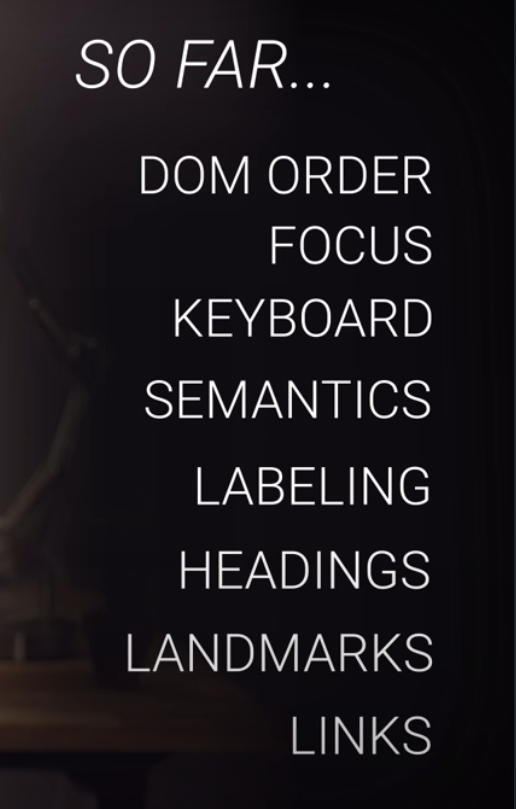 SO FAR...
DOM ORDER
FOCUS
KEYBOARD
SEMANTICS
LABELING
HEADINGS
LANDMARKS
LINKS